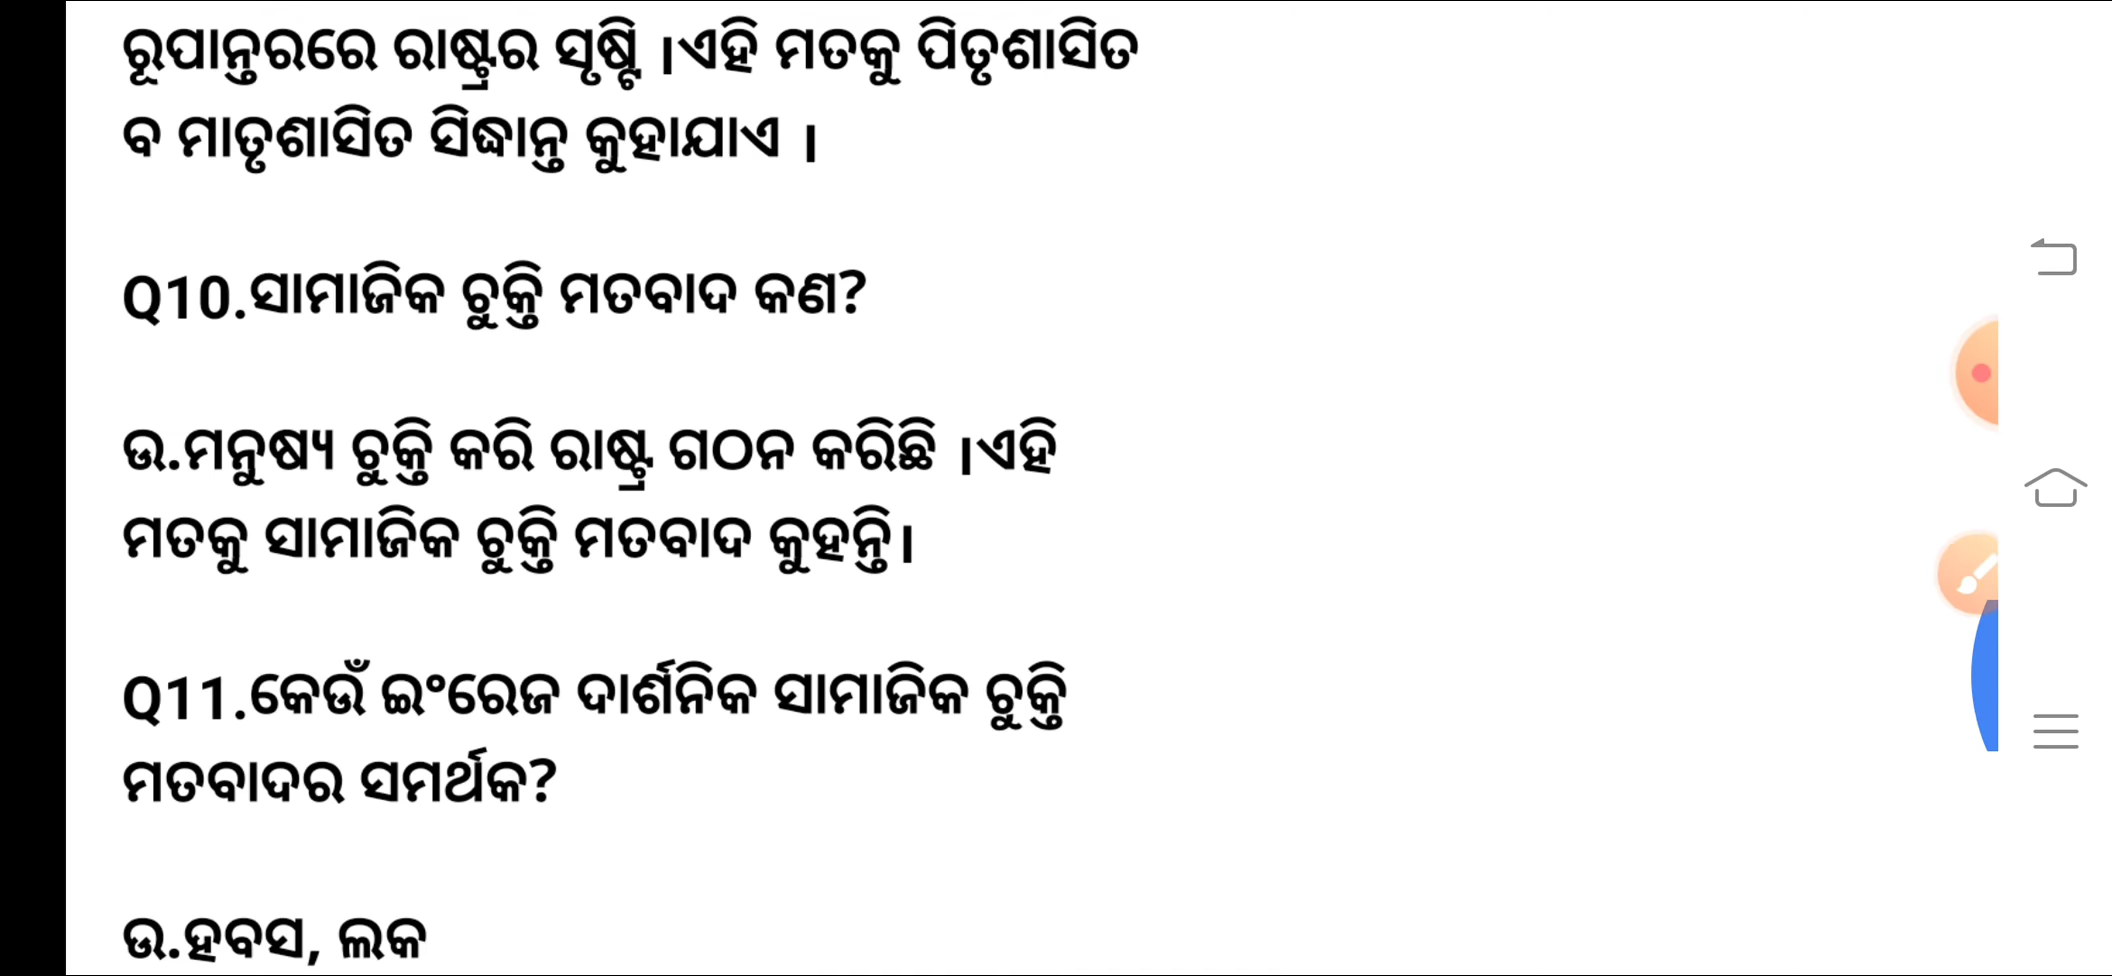 ରୂପାନ୍ତରରେ ରାଷ୍ଟ୍ରର ସୃଷ୍ଟି ।ଏହି ମତକୁ ପିତୃଶାସିତ
ବ ମାତୃଶାସିତ ସିଦ୍ଧାନ୍ତ କୁହାଯାଏ ।
Q10.ସାମାଜିକ ଚୁକ୍ତି ମତବାଦ କଣ?
ଉ.ମନୁଷ୍ୟ ଚୁକ୍ତି କରି ରାଷ୍ଟ୍ର ଗଠନ କରିଛି ।ଏହି
ମତକୁ ସାମାଜିକ ଚୁକ୍ତି ମତବାଦ କୁହନ୍ତି।
Q11.କେଉଁ ଇଂରେଜ ଦାର୍ଶନିକ ସାମାଜିକ ଚୁକ୍ତି
ମତବାଦର ସମର୍ଥକ?
ଉ.ହବସ, ଲକ